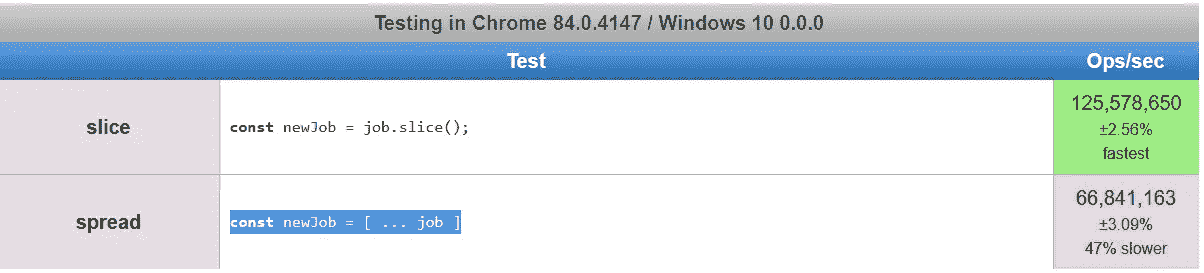 Testing in Chrome 84.0.4147 / Windows 10 0.0.0
Test Ops/sec
slice const newJob = job.slice(); 125,578,650
±2.56%
fastest
spread const newJob = [ ... job ] 66,841,163
±3.09%
47% slower